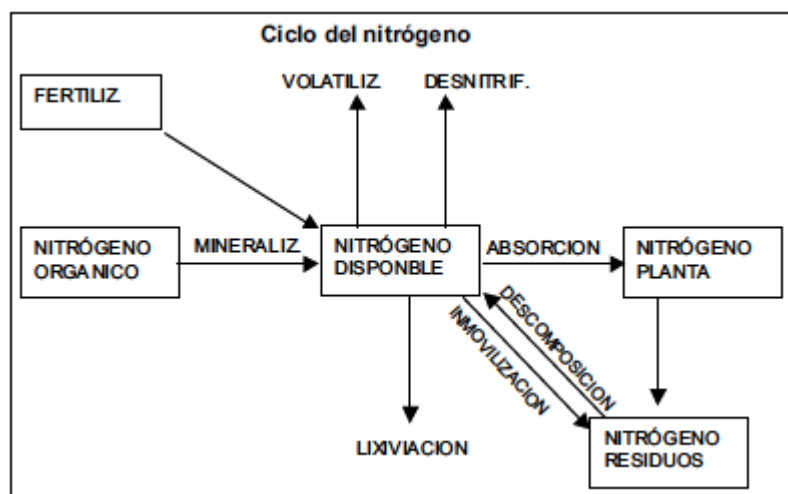 Ciclo del nitrógeno
FERTILIZ.
VOLATILIZ.
DESNITRIF.
NITRÓGENO
ORGANICO
MINERALIZ.
NITRÓGENO
DISPONBLE
ABSORCION
NITRÓGENO
PLANTA
DESCOMPOSICION
INMOVILIZACION
LIXIVIACION
NITRÓGENO
RESIDUOS